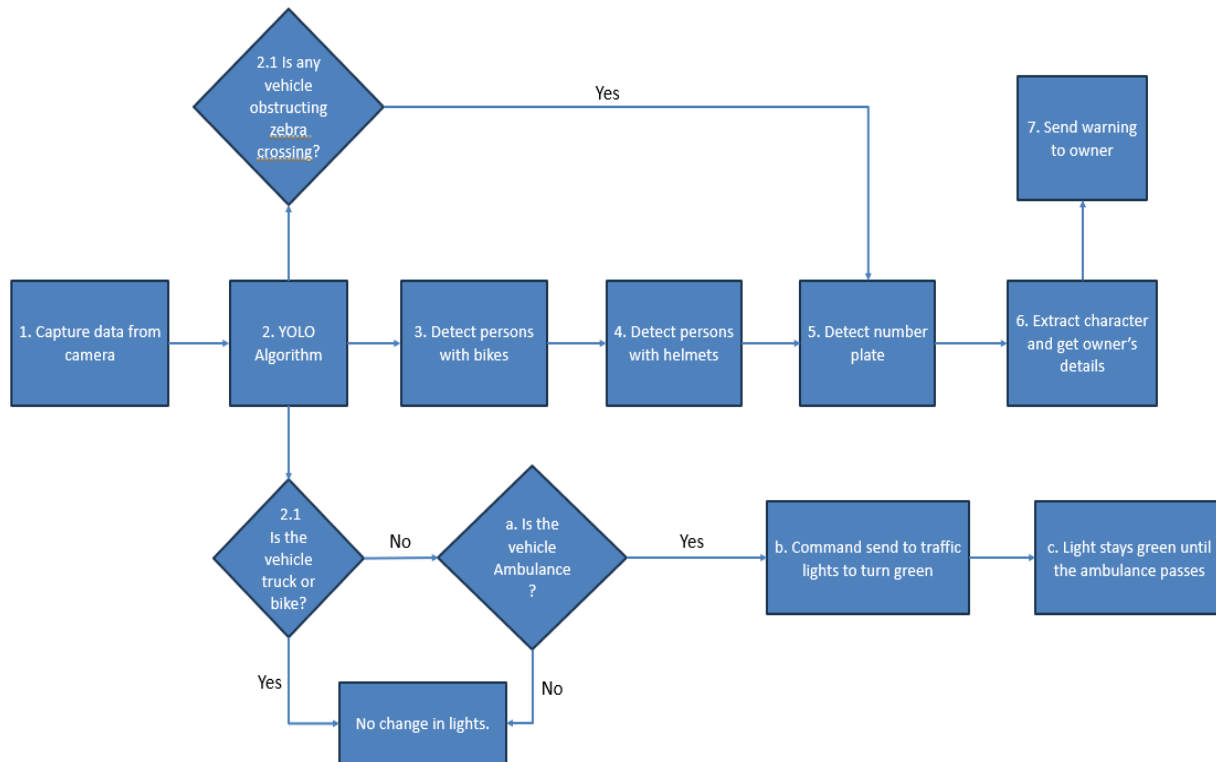 2.1 Is any
vehicle
obstructing
zebra
crossing?
Yes
7. Send warning
to owner
1. Capture data from
camera
2. YOLO
Algorithm
3. Detect persons
with bikes
4. Detect persons
with helmets
5. Detect number
plate
6. Extract character
and get owner’s
details
2.1
Is the
vehicle
truck or
bike?
No
a. Is the
vehicle
Ambulance
?
Yes
b. Command send to traffic
lights to turn green
c. Light stays green until
the ambulance passes
Yes
No
No change in lights.